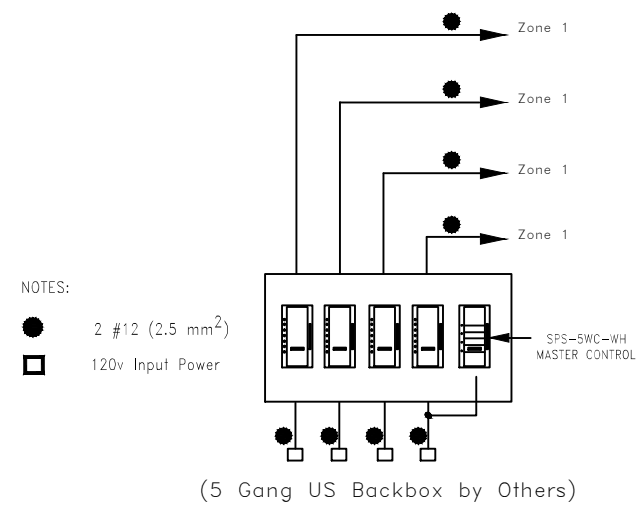 Zone 1
Zone 1
Zone 1
Zone 1
NOTES:
2 #12 (2.5 mm²)
120v Input Power
SPS-5WC-WH
MASTER CONTROL
(5 Gang US Backbox by Others)